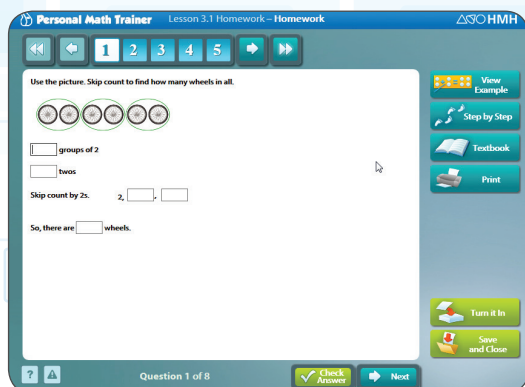 Personal Math Trainer Lesson 3.1 Homework – Homework HMH
1 2 3 4 5
Use the picture. Skip count to find how many wheels in all.
groups of 2
twos
Skip count by 2s. 2, ,
So, there are wheels.
View
Example
Step by Step
Textbook
Print
Turn it In
Save
and Close
? Question 1 of 8
Check
Answer
Next